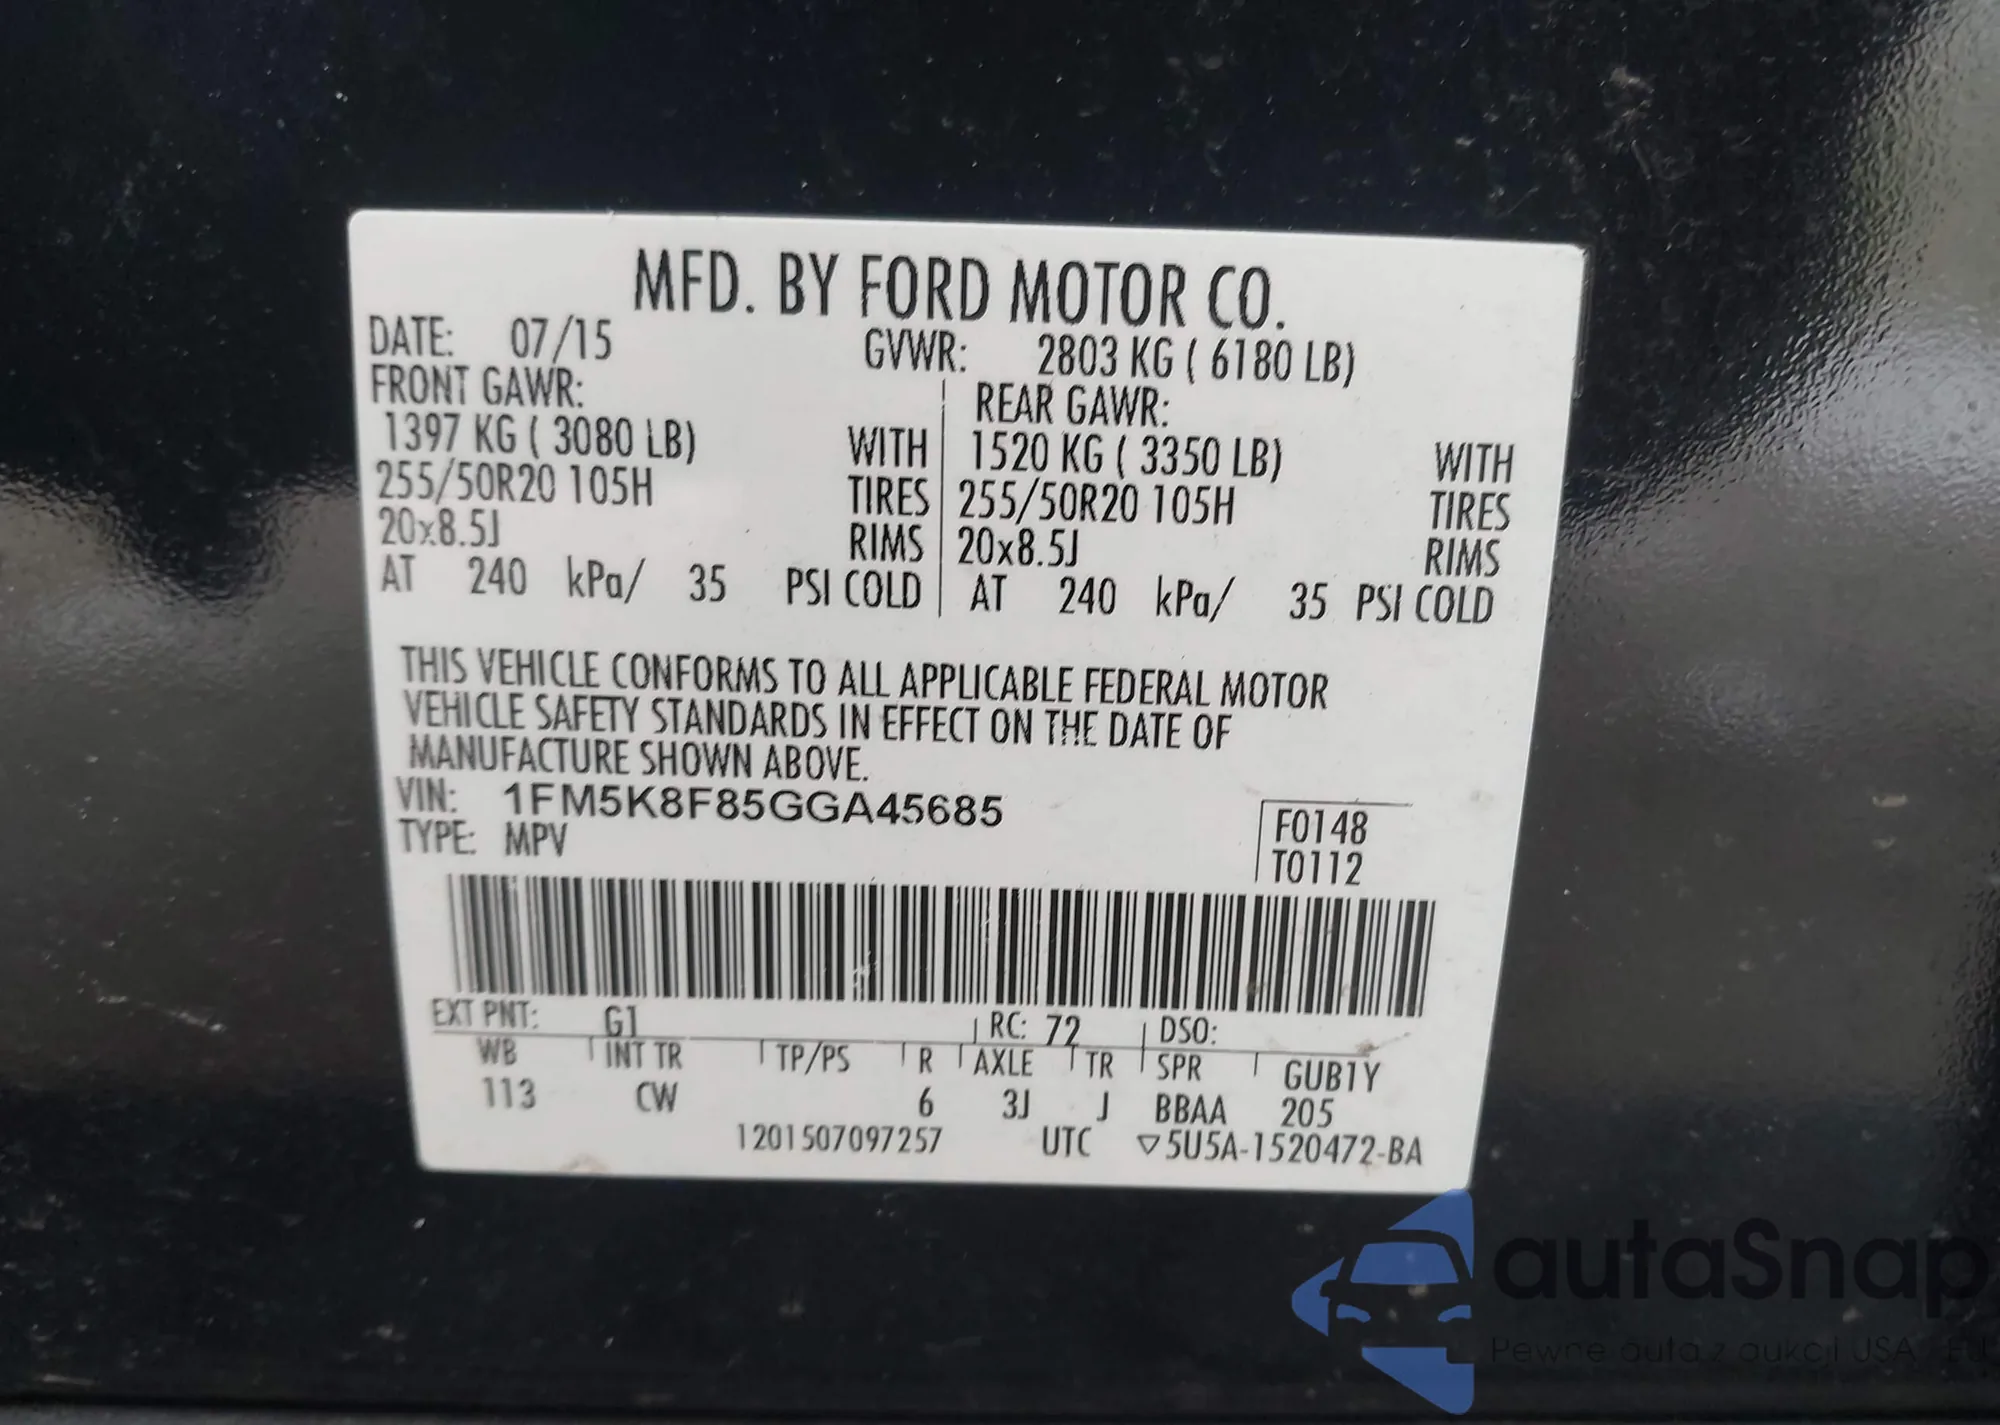 MFD. BY FORD MOTOR CO.
DATE: 07/15 GVWR: 2803 KG ( 6180 LB)
FRONT GAWR: REAR GAWR:
1397 KG ( 3080 LB) WITH 1520 KG ( 3350 LB) WITH
255/50R20 105H TIRES 255/50R20 105H TIRES
20x8.5J RIMS 20x8.5J RIMS
AT 240 kPa/ 35 PSI COLD AT 240 kPa/ 35 PSI COLD
THIS VEHICLE CONFORMS TO ALL APPLICABLE FEDERAL MOTOR
VEHICLE SAFETY STANDARDS IN EFFECT ON THE DATE OF
MANUFACTURE SHOWN ABOVE.
VIN: 1FM5K8F85GGA45685
TYPE: MPV
F0148
T0112
EXT PNT: G1 RC: 72 DSO:
WB INT TR TP/PS R AXLE TR SPR GUB1Y
113 CW 6 3J J BBAA 205
1201507097257 UTC ▽5U5A-1520472-BA
autaSnap
Pewne auta z aukcji USA / EU